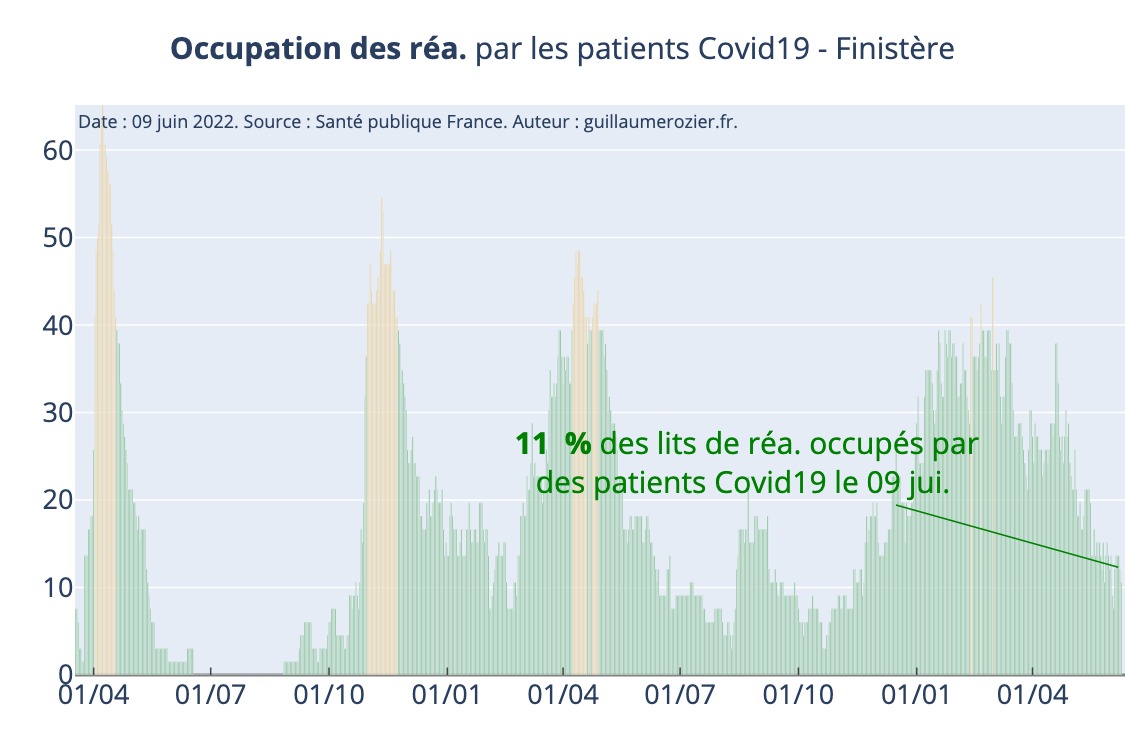 Occupation des réa. par les patients Covid19 - Finistère
Date : 09 juin 2022. Source : Santé publique France. Auteur : guillaumerozier.fr.
60
50
40
30
11 % des lits de réa. occupés par
des patients Covid19 le 09 jui.
20
10
0
01/04 01/07 01/10 01/01 01/04 01/07 01/10 01/01 01/04